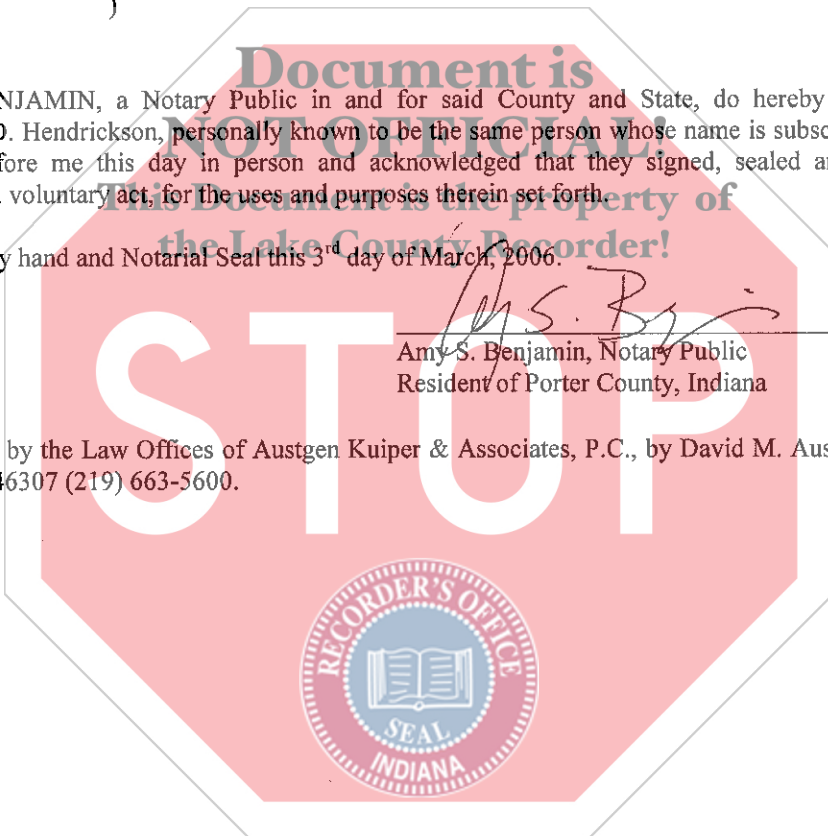 )
Document is
NJAMIN, a Notary Public in and for said County and State, do hereby
. Hendrickson, personally known to be the same person whose name is subsc
NOT OFFICIAL!
fore me this day in person and acknowledged that they signed, sealed a
voluntary act, for the uses and purposes therein set forth.
This Document is the property of
the Lake County Recorder!
y hand and Notarial Seal this 3rd day of March, 2006.
Amy S. Benjamin, Notary Public
Resident of Porter County, Indiana
STOP
by the Law Offices of Austgen Kuiper & Associates, P.C., by David M. Aus
46307 (219) 663-5600.
RECORDER'S OFFICE
SEAL
INDIANA